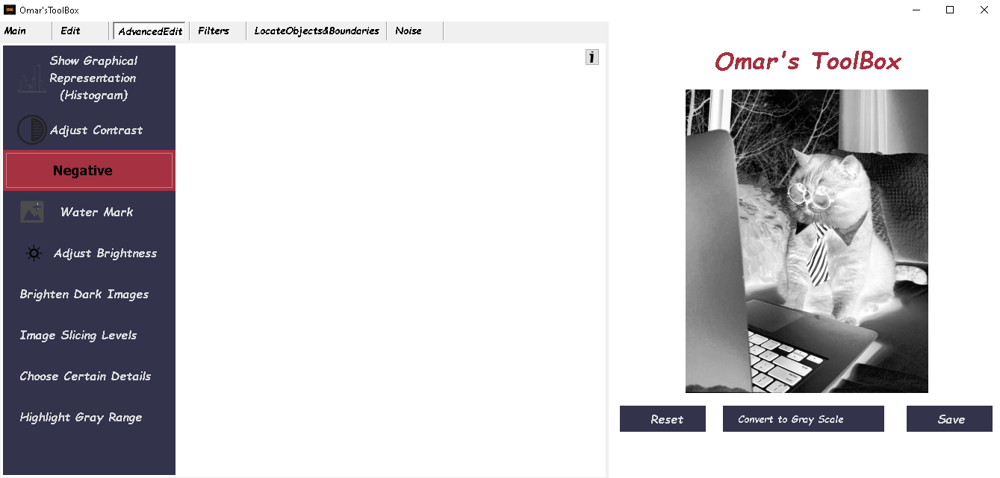 Omar'sToolBox
Main Edit AdvancedEdit Filters LocateObjects&Boundaries Noise
i
Show Graphical
Representation
(Histogram)
Adjust Contrast
Negative
Water Mark
Adjust Brightness
Brighten Dark Images
Image Slicing Levels
Choose Certain Details
Highlight Gray Range
Omar's ToolBox
Reset Convert to Gray Scale Save